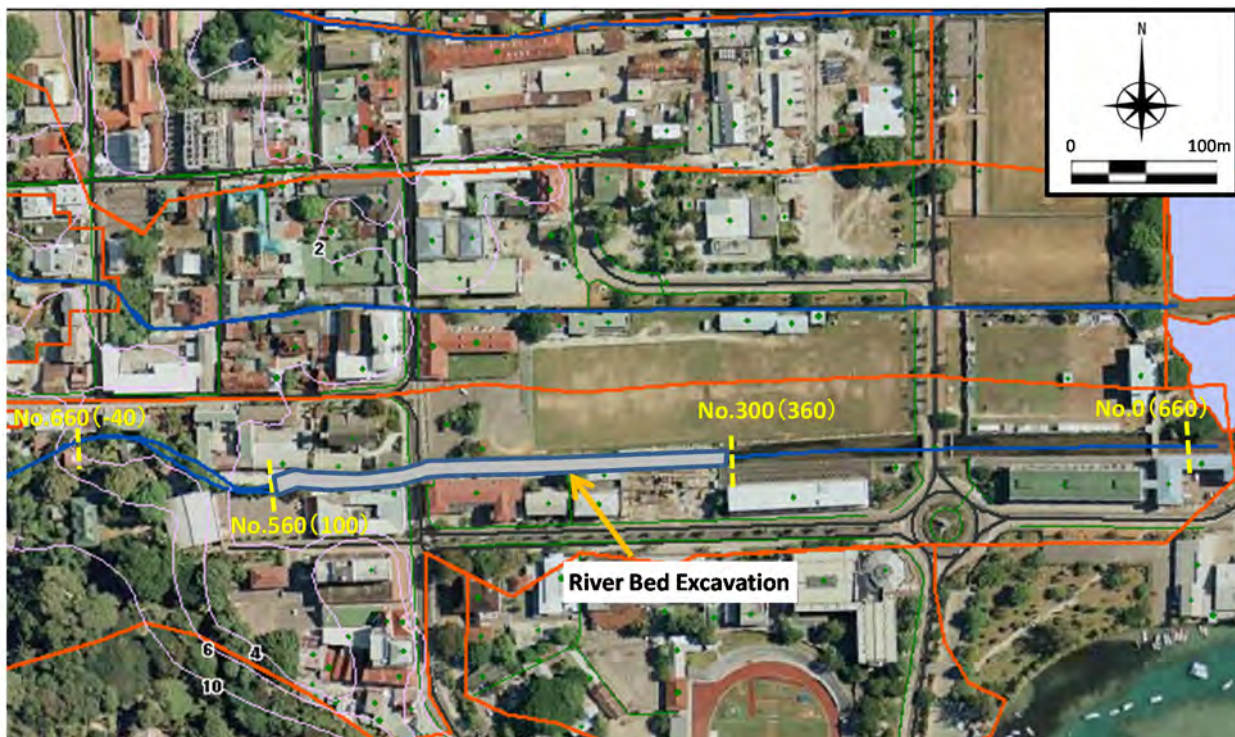 N
0 100m
2
No.660(-40)
No.300(360)
No.0(660)
No.560(100)
River Bed Excavation
6
4
10